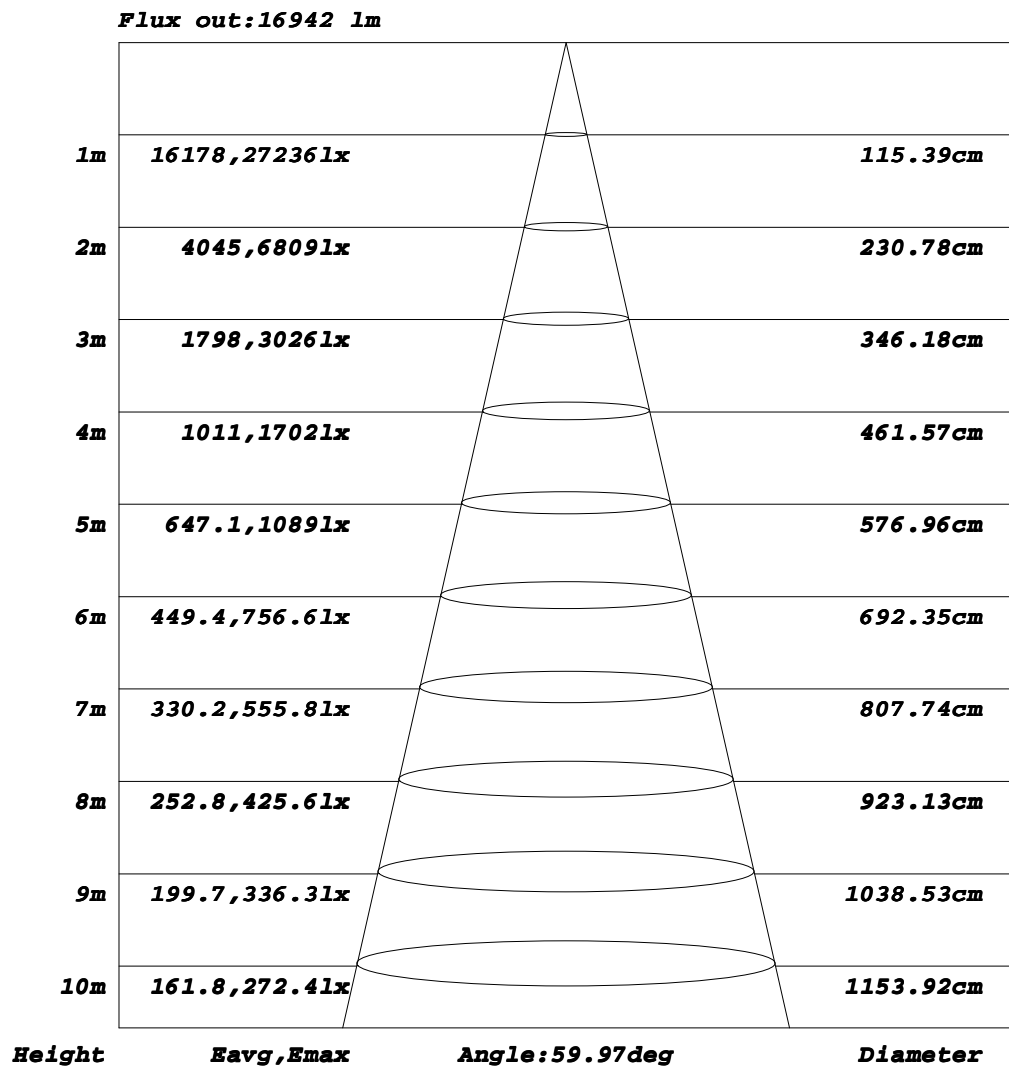 Flux out:16942 lm
1m 16178,27236lx 115.39cm
2m 4045,6809lx 230.78cm
3m 1798,3026lx 346.18cm
4m 1011,1702lx 461.57cm
5m 647.1,1089lx 576.96cm
6m 449.4,756.6lx 692.35cm
7m 330.2,555.8lx 807.74cm
8m 252.8,425.6lx 923.13cm
9m 199.7,336.3lx 1038.53cm
10m 161.8,272.4lx 1153.92cm
Height Eavg,Emax Angle:59.97deg Diameter